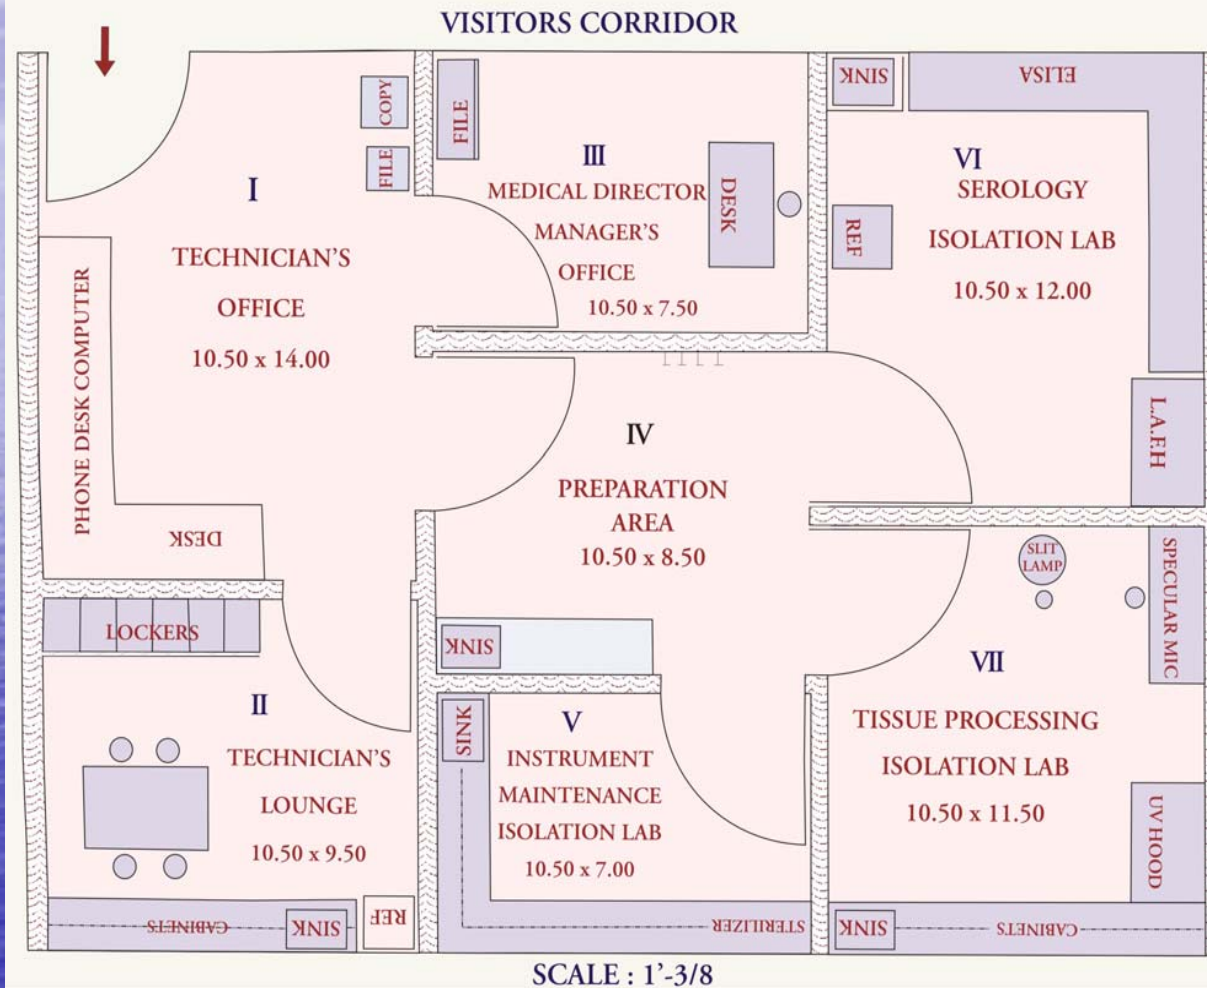 VISITORS CORRIDOR
COPY
FILE
I
TECHNICIAN'S
OFFICE
10.50 x 14.00
PHONE DESK COMPUTER
DESK
FILE
III
MEDICAL DIRECTOR
MANAGER'S
OFFICE
10.50 x 7.50
DESK
SINK
ELISA
VI
SEROLOGY
ISOLATION LAB
10.50 x 12.00
REF
L.A.F.H
IV
PREPARATION
AREA
10.50 x 8.50
SINK
LOCKERS
II
TECHNICIAN'S
LOUNGE
10.50 x 9.50
CABINETS
SINK
REF
SINK
V
INSTRUMENT
MAINTENANCE
ISOLATION LAB
10.50 x 7.00
STERILIZER
SLIT
LAMP
SPECULAR MIC
VII
TISSUE PROCESSING
ISOLATION LAB
10.50 x 11.50
UV HOOD
SINK
CABINETS
SCALE : 1'-3/8